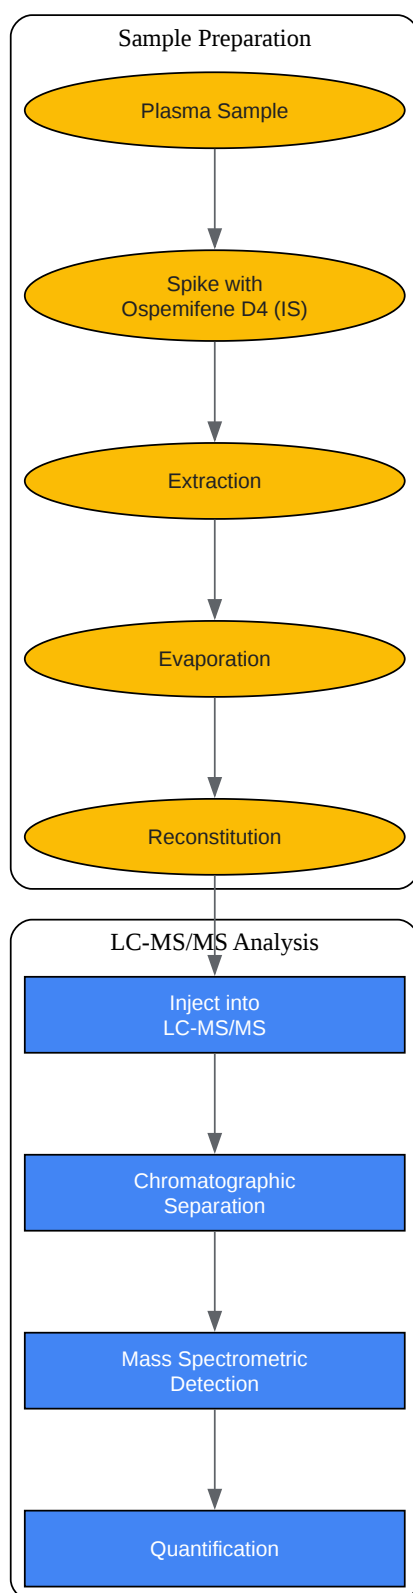 Sample Preparation
Plasma Sample
Spike with
Ospemifene D4 (IS)
Extraction
Evaporation
Reconstitution
LC-MS/MS Analysis
Inject into
LC-MS/MS
Chromatographic
Separation
Mass Spectrometric
Detection
Quantification